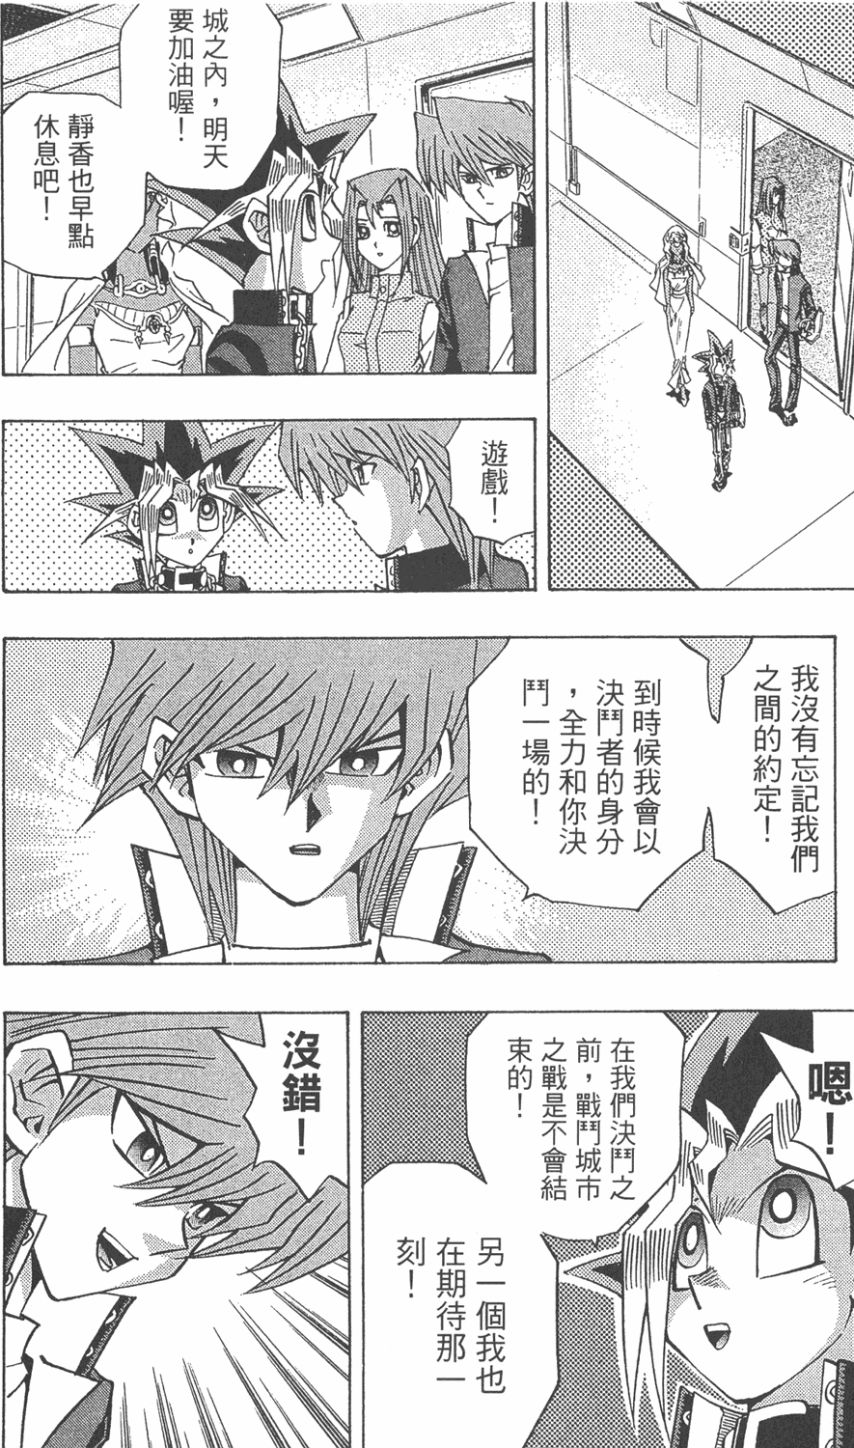 城之內，明天
要加油喔！
靜香也早點
休息吧！
遊戲！
我沒有忘記我們
之間的約定！
到時候我會以
決鬥者的身分
，全力和你決
鬥一場的！
嗯！
在我們決鬥之
前，戰鬥城市
之戰是不會結
束的！
另一個我也
在期待那一
刻！
沒錯！